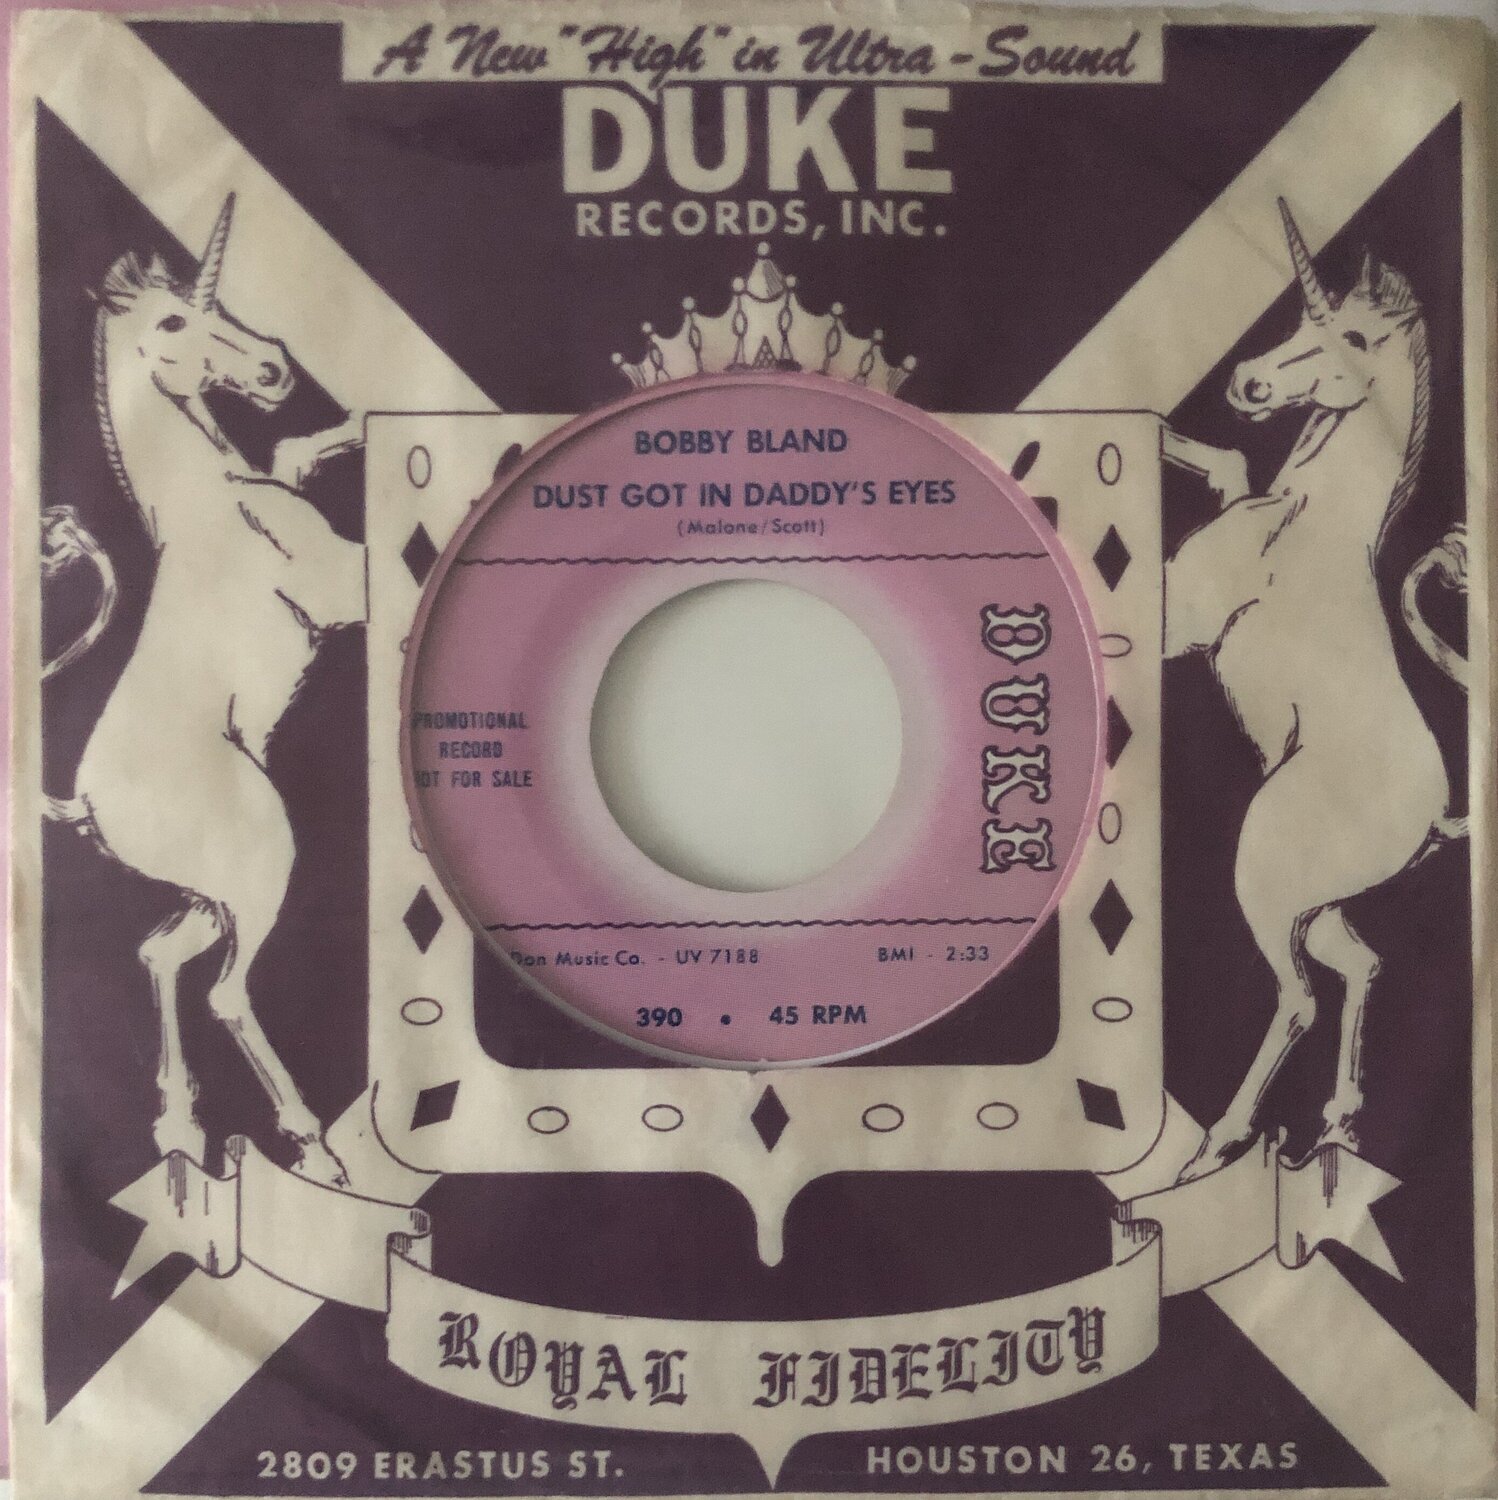 A New "High" in Ultra-Sound
DUKE
RECORDS, INC.
BOBBY BLAND
DUST GOT IN DADDY'S EYES
(Malone/Scott)
DUKE
PROMOTIONAL
RECORD
NOT FOR SALE
Don Music Co. - UV 7188 BMI - 2:33
390 • 45 RPM
ROYAL FIDELITY
2809 ERASTUS ST. HOUSTON 26, TEXAS